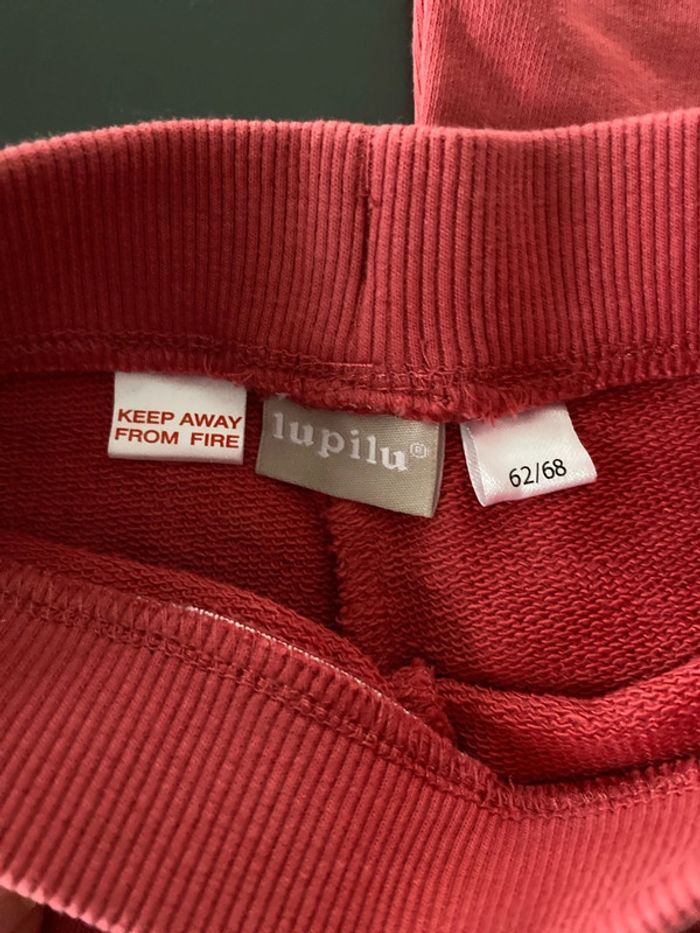 KEEP AWAY
FROM FIRE
lupilu®
62/68